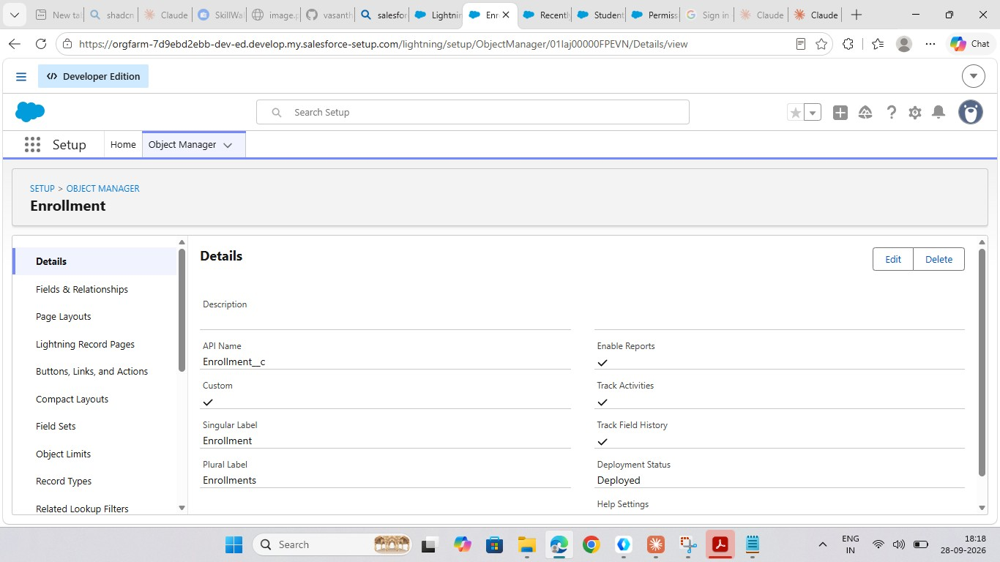 New ta
shadcn
Claude
SkillWa
image.p
vasanth
salesfor
Lightnin
Enr
Recent
Student
Permiss
Sign in
Claude
Claude
https://orgfarm-7d9ebd2ebb-dev-ed.develop.my.salesforce-setup.com/lightning/setup/ObjectManager/01Iaj00000FPEVN/Details/view
Chat
</> Developer Edition
Search Setup
Setup
Home
Object Manager
SETUP > OBJECT MANAGER
Enrollment
Details
Fields & Relationships
Page Layouts
Lightning Record Pages
Buttons, Links, and Actions
Compact Layouts
Field Sets
Object Limits
Record Types
Related Lookup Filters
Details
Edit
Delete
Description
API Name
Enrollment__c
Custom
Singular Label
Enrollment
Plural Label
Enrollments
Enable Reports
Track Activities
Track Field History
Deployment Status
Deployed
Help Settings
Search
ENG
IN
18:18
28-09-2026